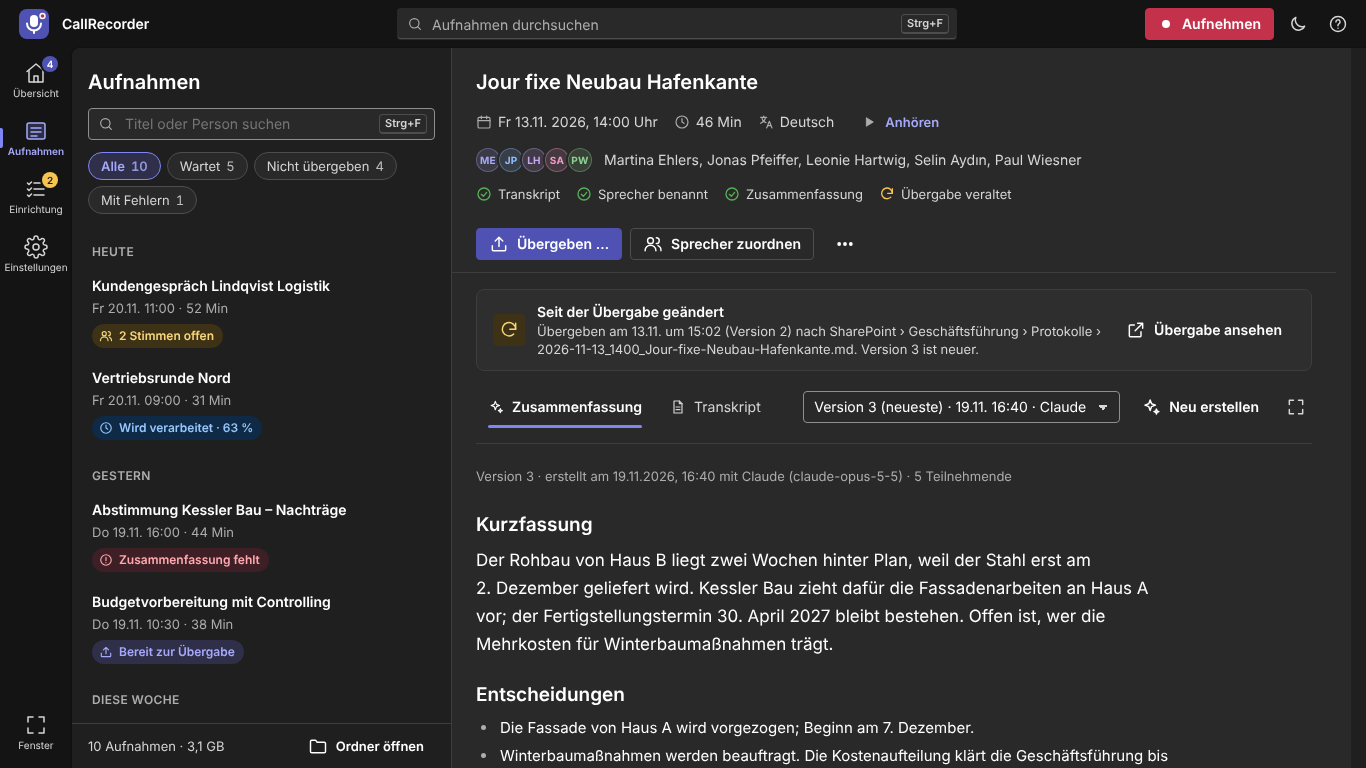 CallRecorder
Aufnahmen durchsuchen
Strg+F
Aufnehmen
4
Übersicht
Aufnahmen
2
Einrichtung
Einstellungen
Fenster
Aufnahmen
Titel oder Person suchen
Strg+F
Alle 10
Wartet 5
Nicht übergeben 4
Mit Fehlern 1
HEUTE
Kundengespräch Lindqvist Logistik
Fr 20.11. 11:00 · 52 Min
2 Stimmen offen
Vertriebsrunde Nord
Fr 20.11. 09:00 · 31 Min
Wird verarbeitet · 63 %
GESTERN
Abstimmung Kessler Bau – Nachträge
Do 19.11. 16:00 · 44 Min
Zusammenfassung fehlt
Budgetvorbereitung mit Controlling
Do 19.11. 10:30 · 38 Min
Bereit zur Übergabe
DIESE WOCHE
10 Aufnahmen · 3,1 GB
Ordner öffnen
Jour fixe Neubau Hafenkante
Fr 13.11. 2026, 14:00 Uhr
46 Min
Deutsch
Anhören
ME JP LH SA PW
Martina Ehlers, Jonas Pfeiffer, Leonie Hartwig, Selin Aydın, Paul Wiesner
Transkript
Sprecher benannt
Zusammenfassung
Übergabe veraltet
Übergeben ...
Sprecher zuordnen
Seit der Übergabe geändert
Übergeben am 13.11. um 15:02 (Version 2) nach SharePoint › Geschäftsführung › Protokolle ›
2026-11-13_1400_Jour-fixe-Neubau-Hafenkante.md. Version 3 ist neuer.
Übergabe ansehen
Zusammenfassung
Transkript
Version 3 (neueste) · 19.11. 16:40 · Claude
Neu erstellen
Version 3 · erstellt am 19.11.2026, 16:40 mit Claude (claude-opus-5-5) · 5 Teilnehmende
Kurzfassung
Der Rohbau von Haus B liegt zwei Wochen hinter Plan, weil der Stahl erst am
2. Dezember geliefert wird. Kessler Bau zieht dafür die Fassadenarbeiten an Haus A
vor; der Fertigstellungstermin 30. April 2027 bleibt bestehen. Offen ist, wer die
Mehrkosten für Winterbaumaßnahmen trägt.
Entscheidungen
• Die Fassade von Haus A wird vorgezogen; Beginn am 7. Dezember.
• Winterbaumaßnahmen werden beauftragt. Die Kostenaufteilung klärt die Geschäftsführung bis